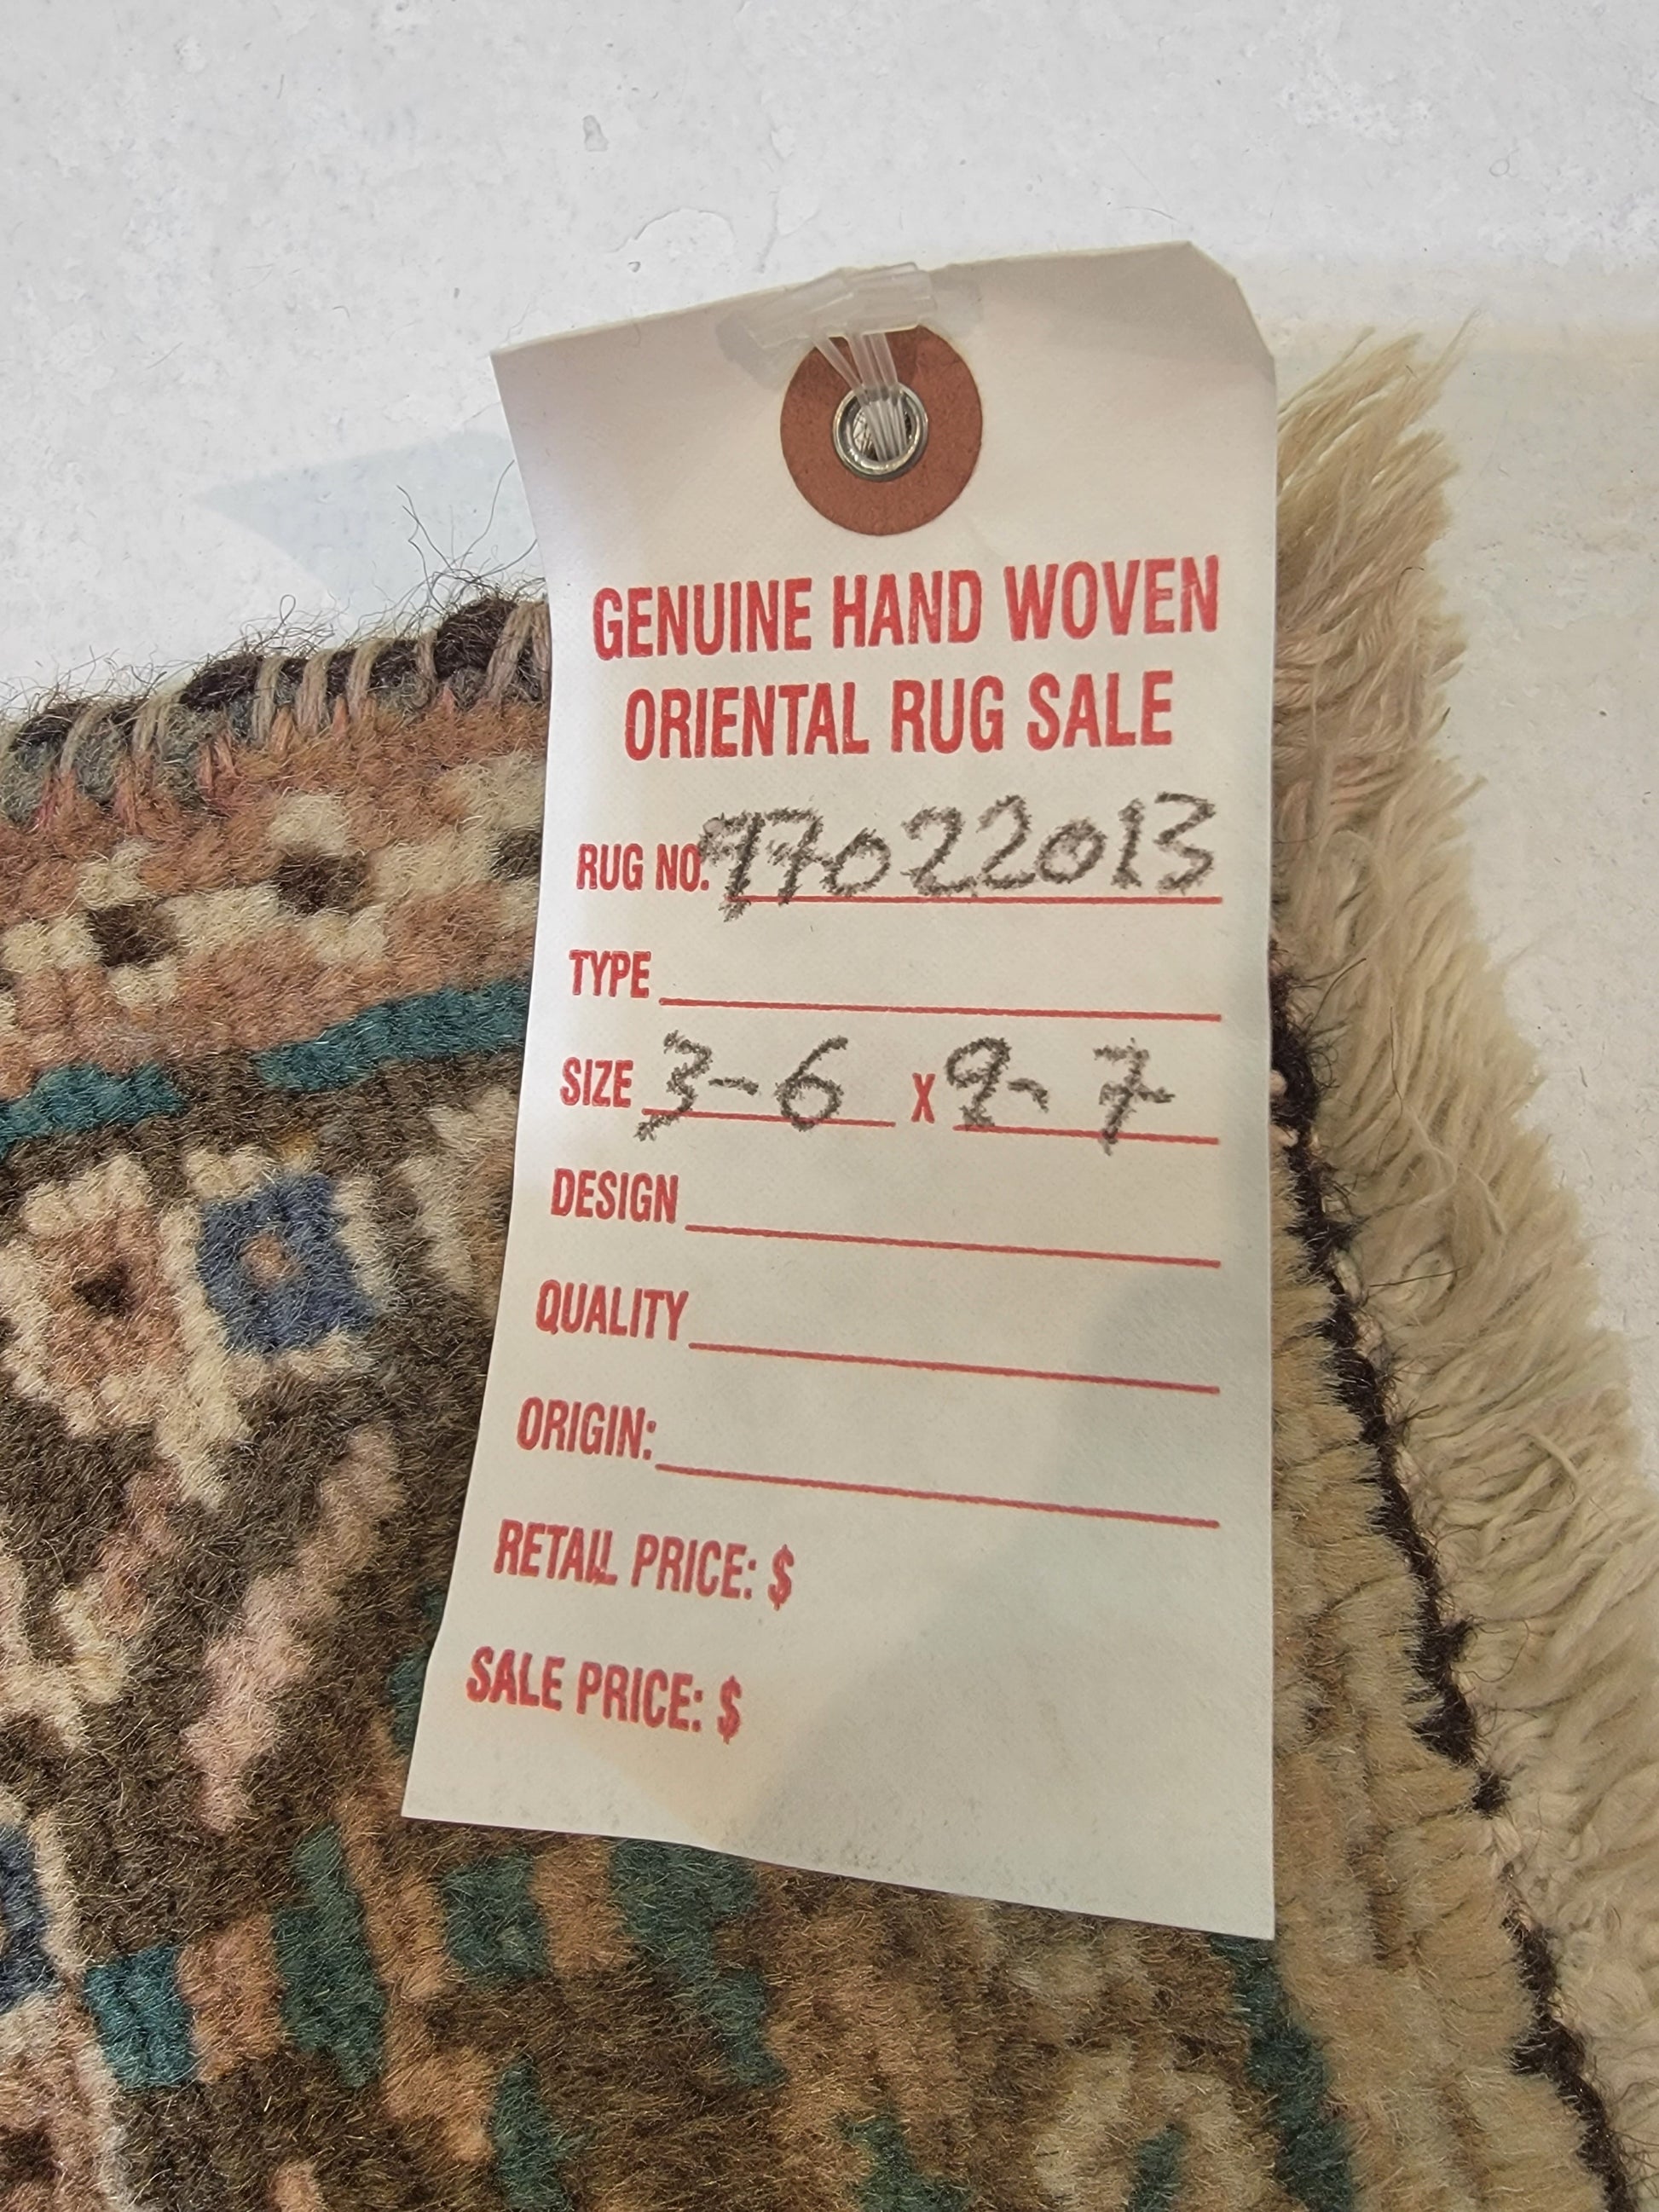 GENUINE HAND WOVEN
ORIENTAL RUG SALE
RUG NO. 97022013
TYPE
SIZE 3-6 X 9-7
DESIGN
QUALITY
ORIGIN:
RETAIL PRICE: $
SALE PRICE: $